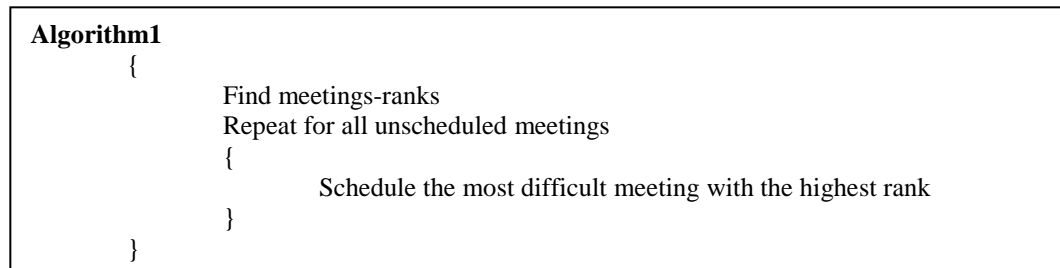 Algorithm1
{
Find meetings-ranks
Repeat for all unscheduled meetings
{
Schedule the most difficult meeting with the highest rank
}
}